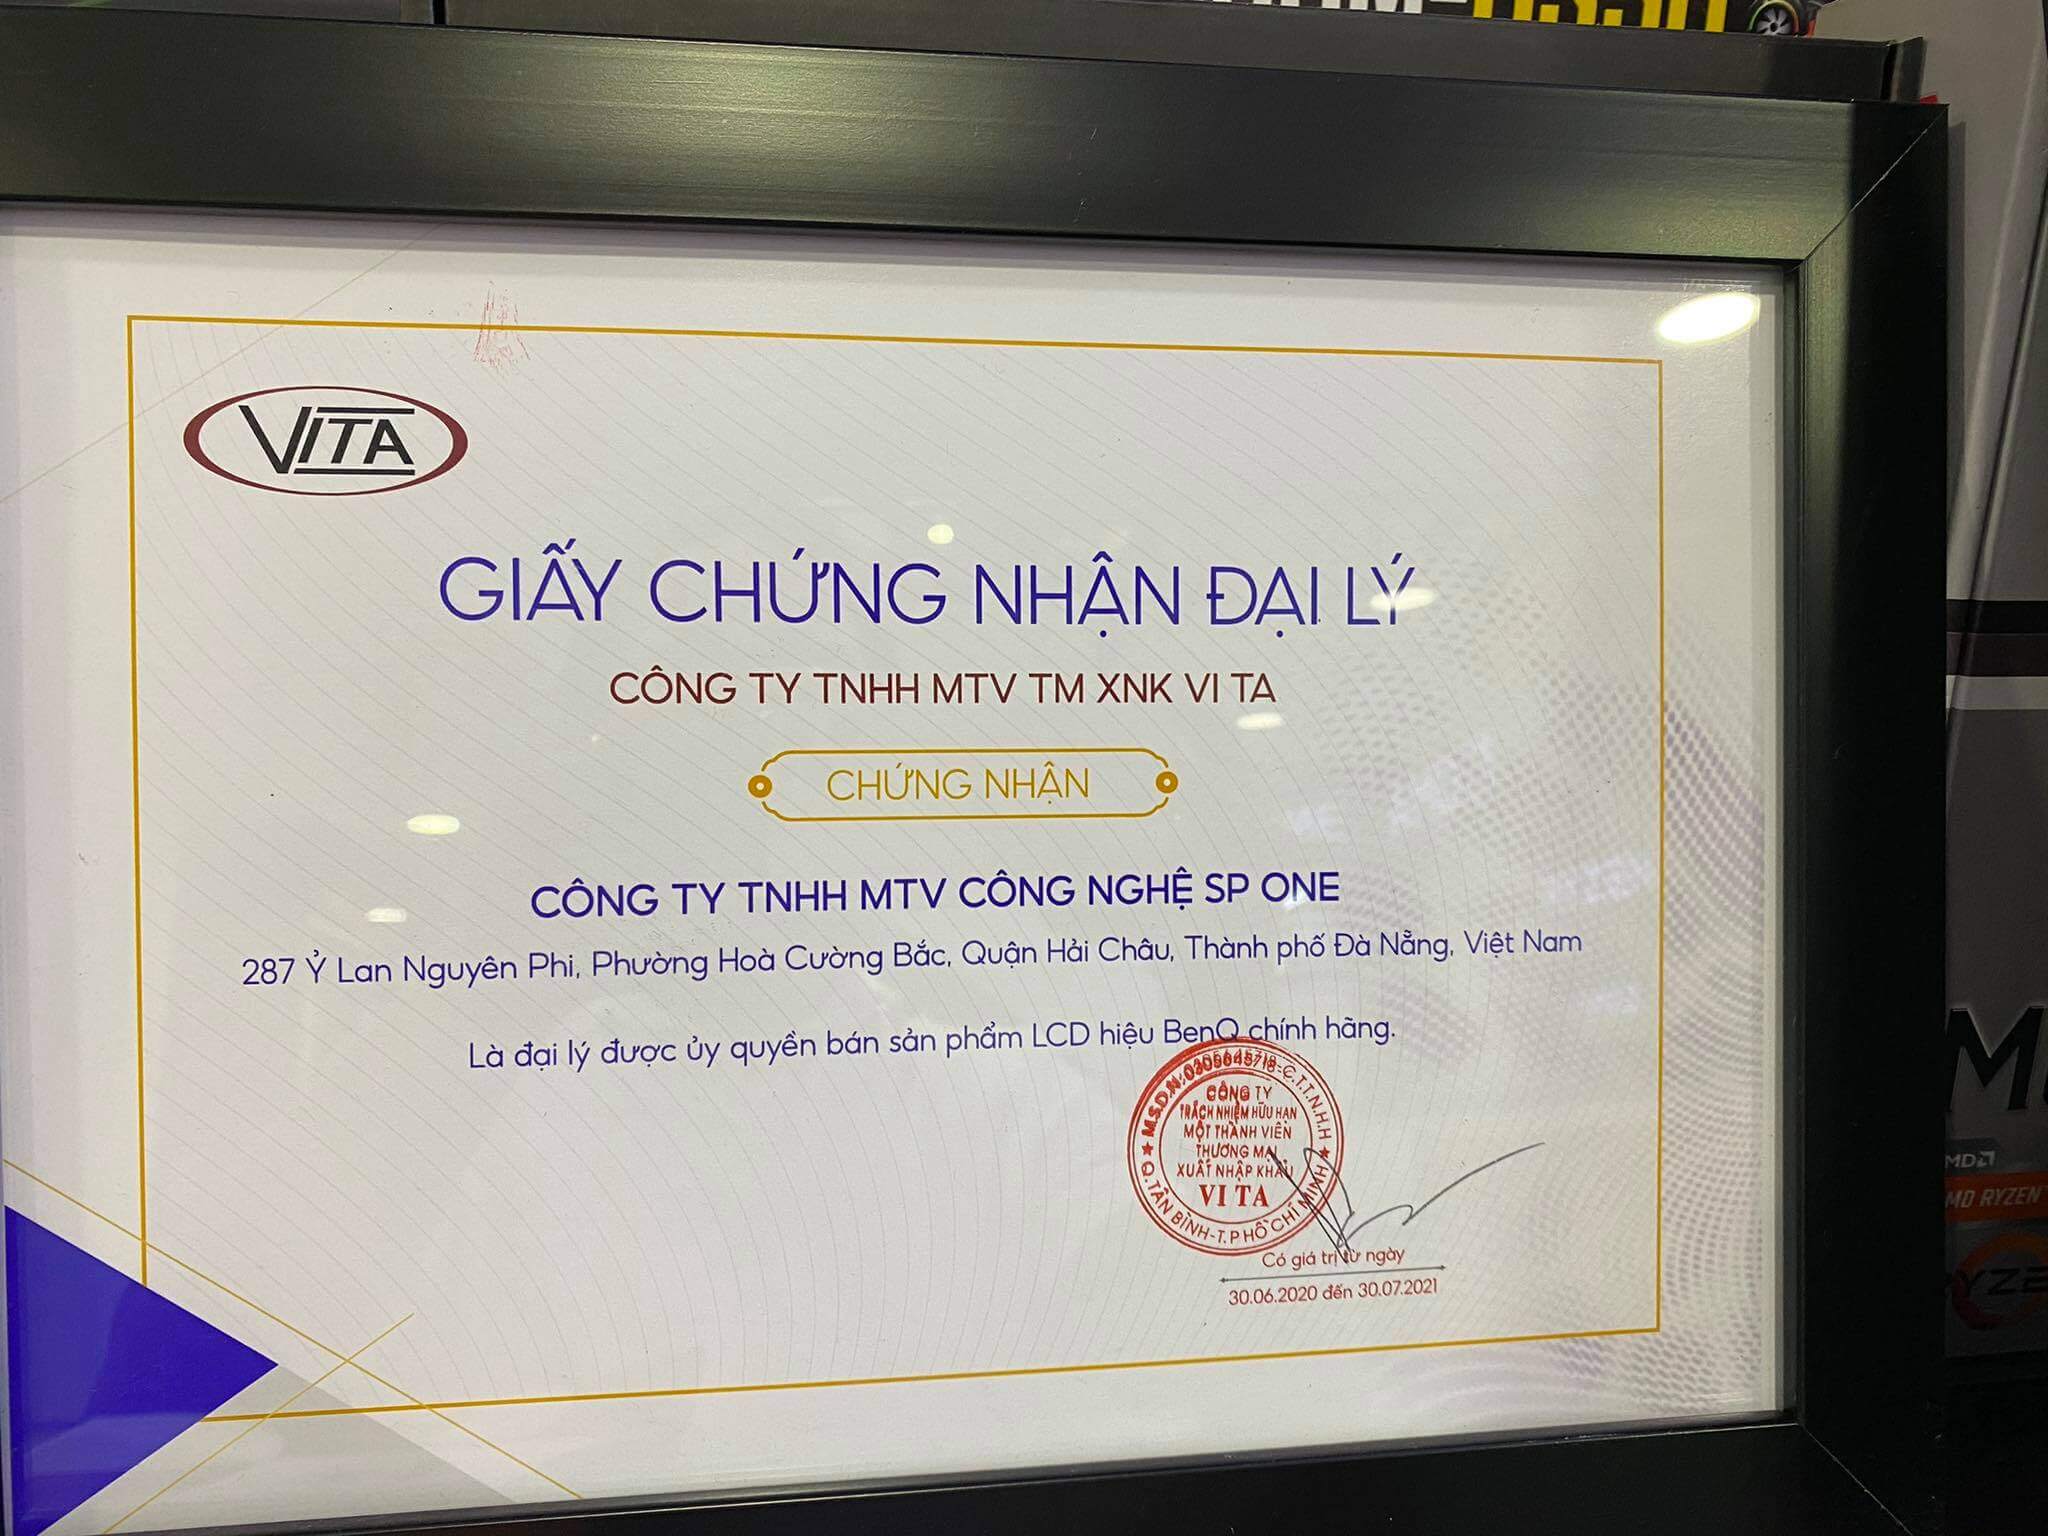 VITA
GIẤY CHỨNG NHẬN ĐẠI LÝ
CÔNG TY TNHH MTV TM XNK VI TA
CHỨNG NHẬN
CÔNG TY TNHH MTV CÔNG NGHỆ SP ONE
287 Ỷ Lan Nguyên Phi, Phường Hoà Cường Bắc, Quận Hải Châu, Thành phố Đà Nẵng, Việt Nam
Là đại lý được ủy quyền bán sản phẩm LCD hiệu BenQ chính hãng.
CÔNG TY
TRÁCH NHIỆM HỮU HẠN
MỘT THÀNH VIÊN
THƯƠNG MẠI
XUẤT NHẬP KHẨU
VI TA
Q.TÂN BÌNH-T.P HỒ CHÍ MINH
Có giá trị từ ngày
30.06.2020 đến 30.07.2021
AMD RYZEN